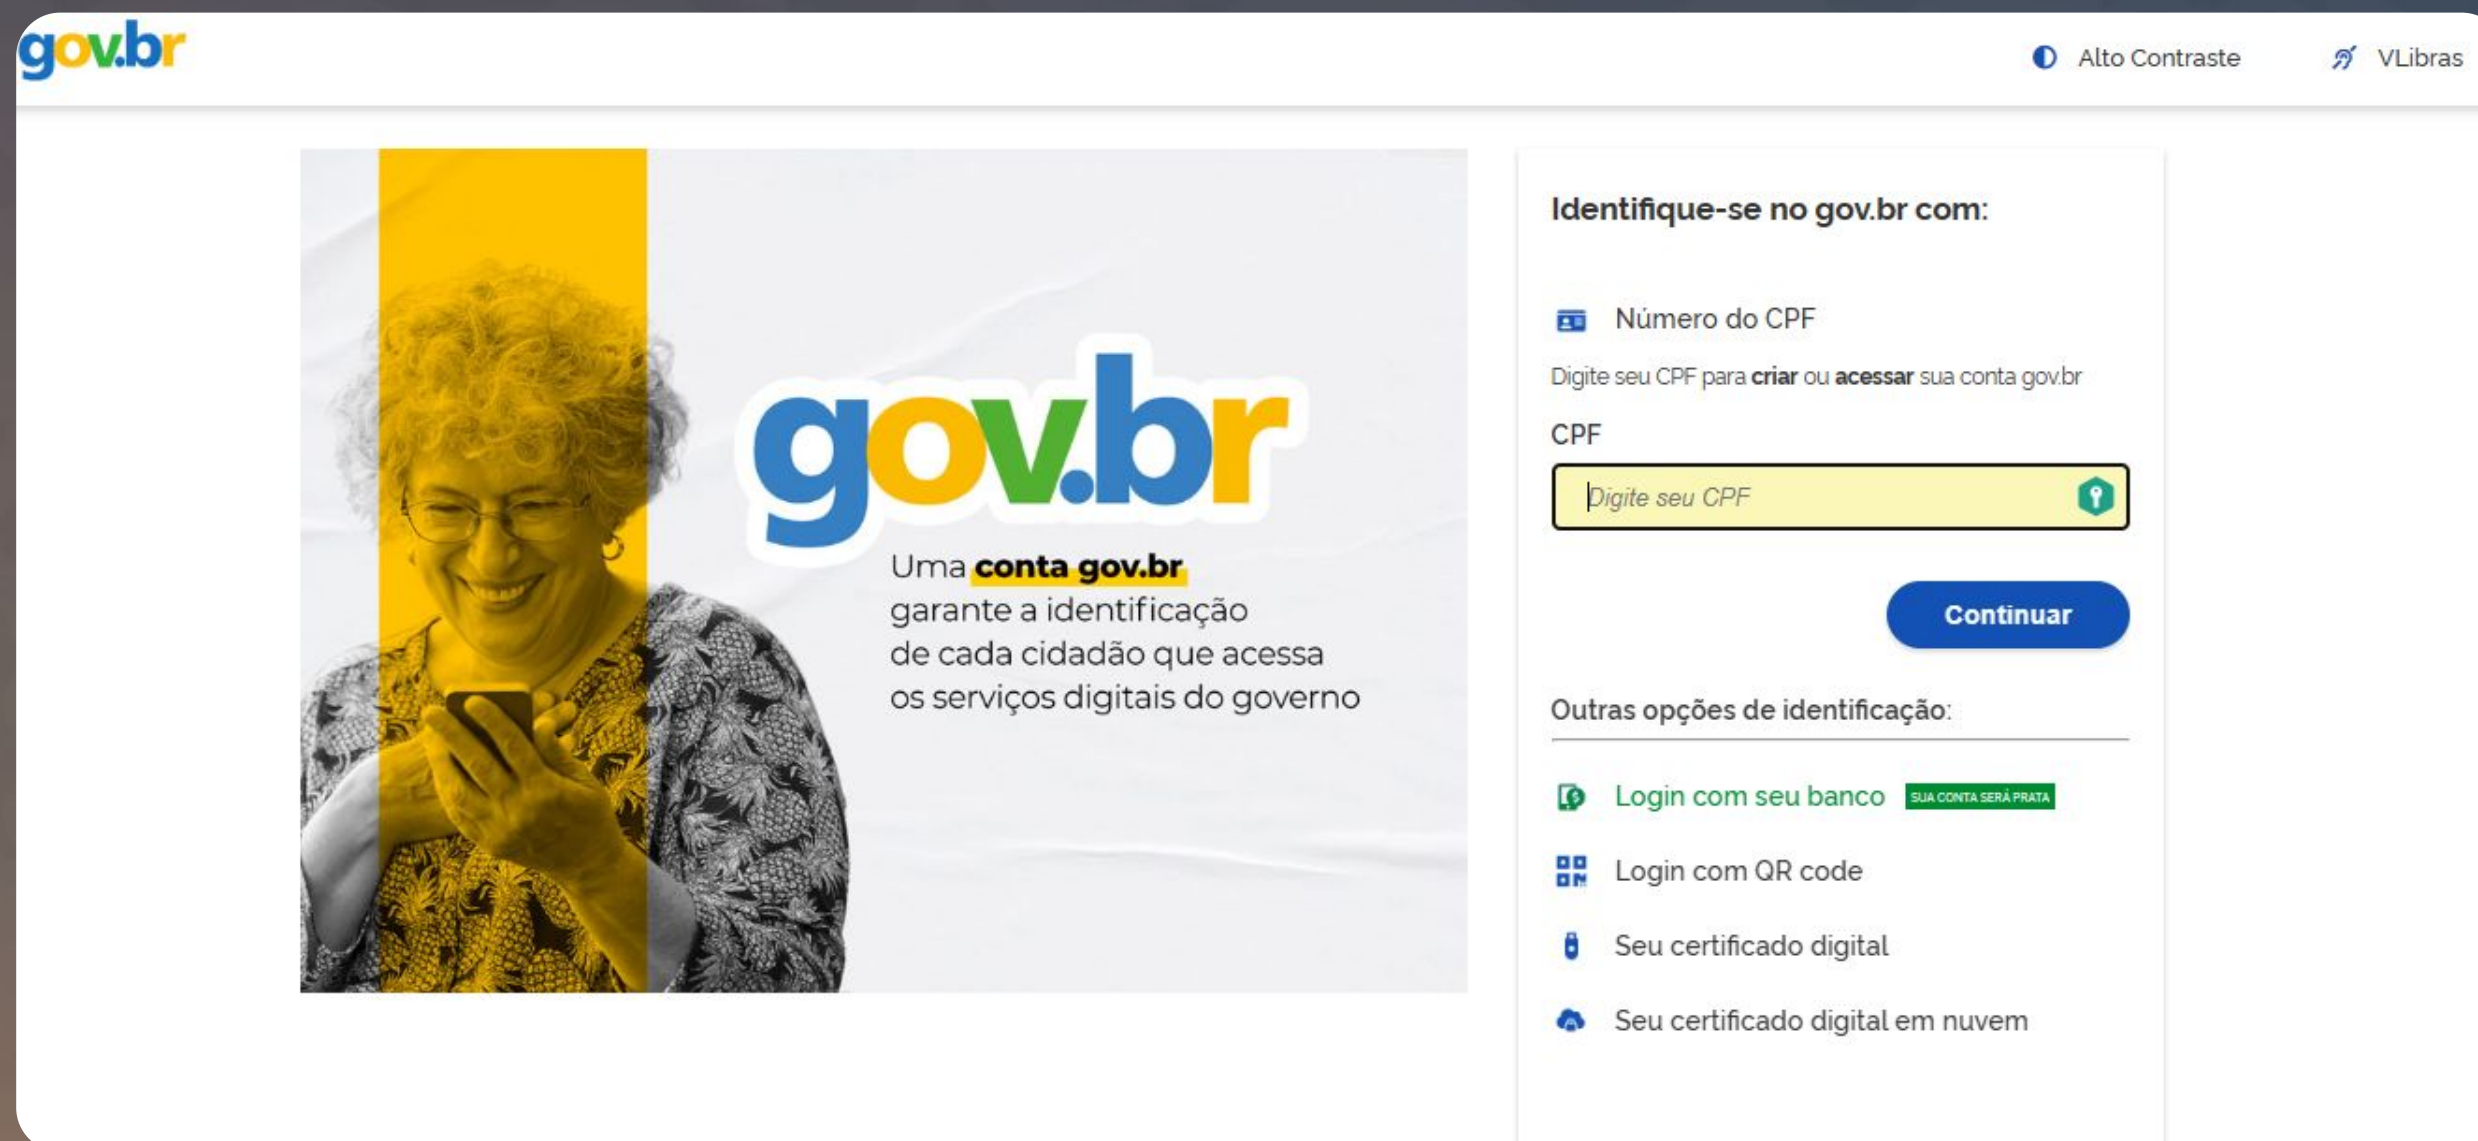 gov.br
Alto Contraste
VLibras
gov.br
Uma conta gov.br
garante a identificação
de cada cidadão que acessa
os serviços digitais do governo
Identifique-se no gov.br com:
Número do CPF
Digite seu CPF para criar ou acessar sua conta gov.br
CPF
Digite seu CPF
Continuar
Outras opções de identificação:
Login com seu banco SUA CONTA SERÁ PRATA
Login com QR code
Seu certificado digital
Seu certificado digital em nuvem